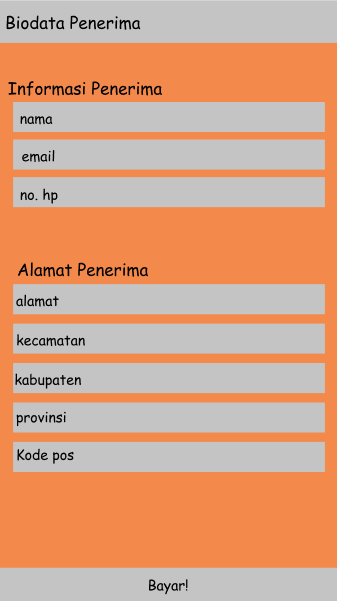 Biodata Penerima
Informasi Penerima
nama
email
no. hp
Alamat Penerima
alamat
kecamatan
kabupaten
provinsi
Kode pos
Bayar!